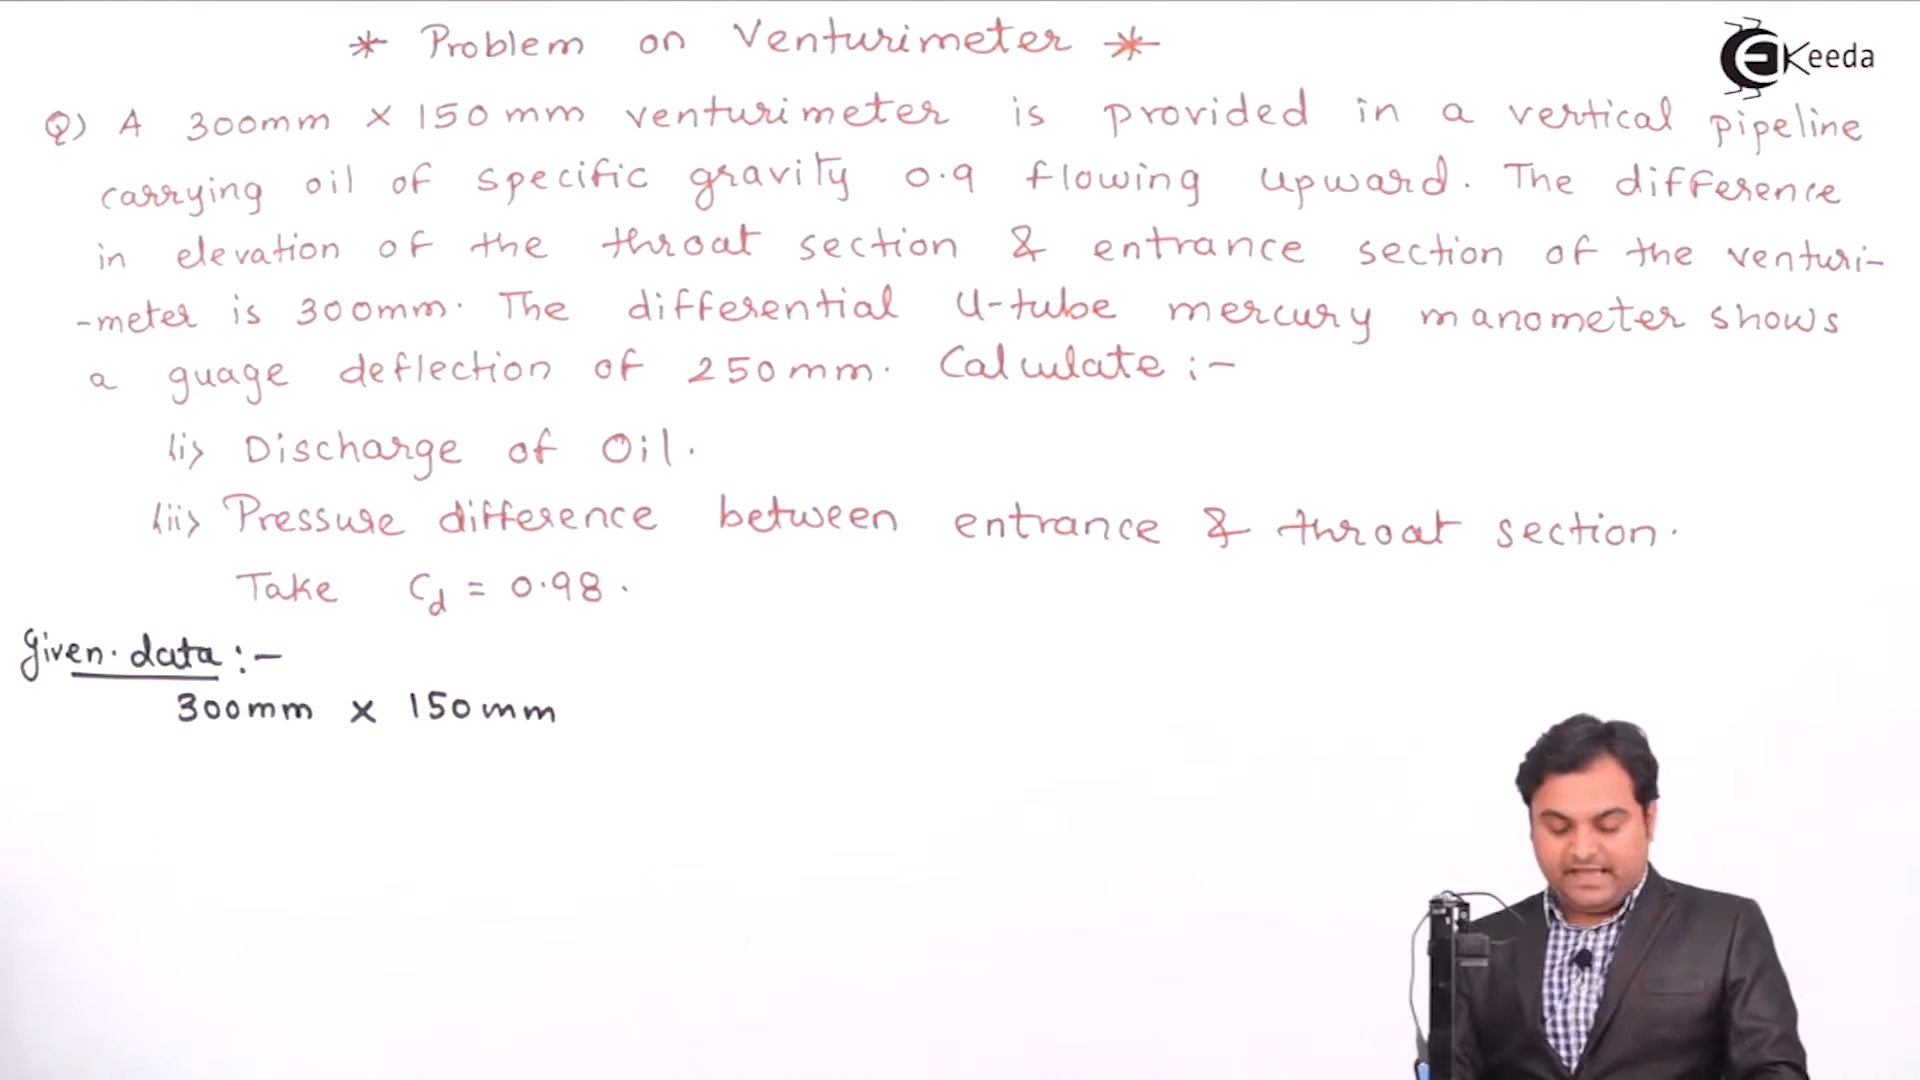 * Problem on Venturimeter *
EKeeda
Q) A 300mm × 150mm venturimeter is provided in a vertical pipeline
carrying oil of specific gravity 0.9 flowing upward. The difference
in elevation of the throat section & entrance section of the venturi-
-meter is 300mm. The differential U-tube mercury manometer shows
a guage deflection of 250mm. Calculate :-
(i) Discharge of Oil.
(ii) Pressure difference between entrance & throat section.
Take Cd = 0.98.
Given data :-
300mm × 150mm